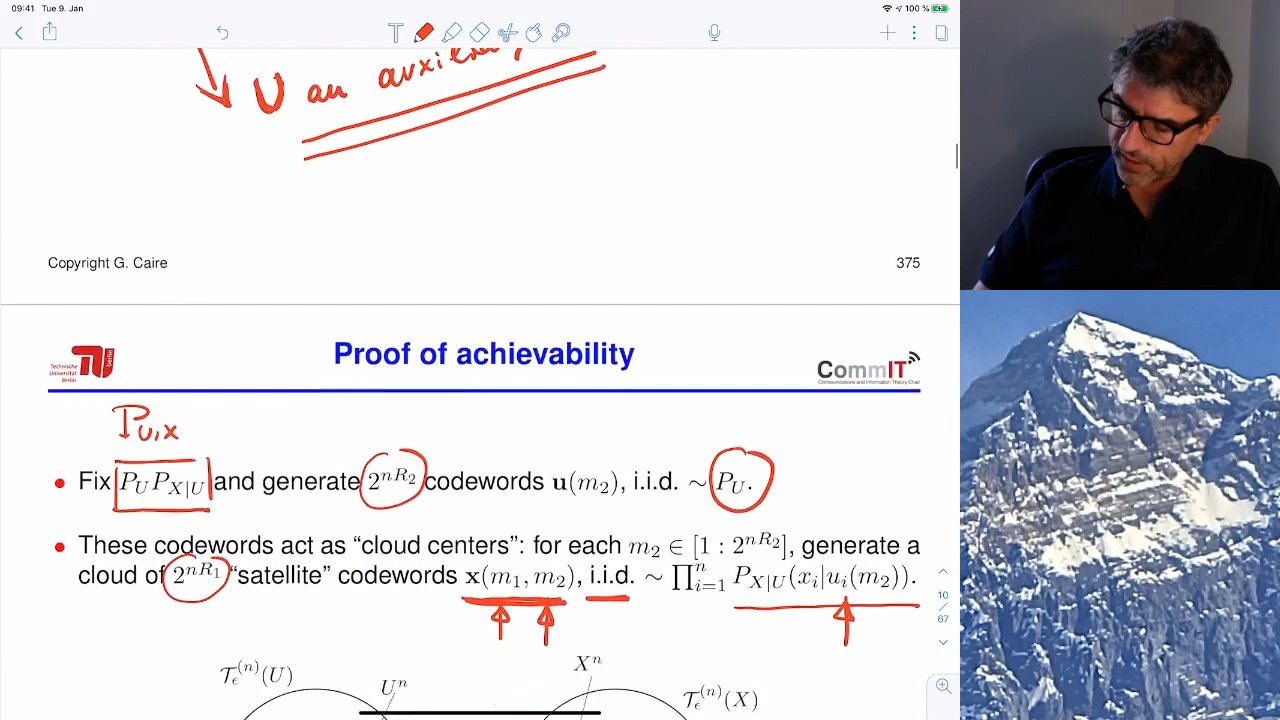 09:41 Tue 9. Jan
100 %
U an auxiliary
Copyright G. Caire
375
Technische
Universität
Berlin
berlin
Proof of achievability
CommIT
Communications and Information Theory Chair
P_{U,X}
• Fix P_U P_{X|U} and generate 2^{nR_2} codewords u(m_2), i.i.d. ∼ P_U.
• These codewords act as “cloud centers”: for each m_2 ∈ [1 : 2^{nR_2}], generate a
cloud of 2^{nR_1} “satellite” codewords x(m_1, m_2), i.i.d. ∼ ∏_{i=1}^n P_{X|U}(x_i|u_i(m_2)).
10
/
67
T_ϵ^{(n)}(U)
U^n
X^n
T_ϵ^{(n)}(X)